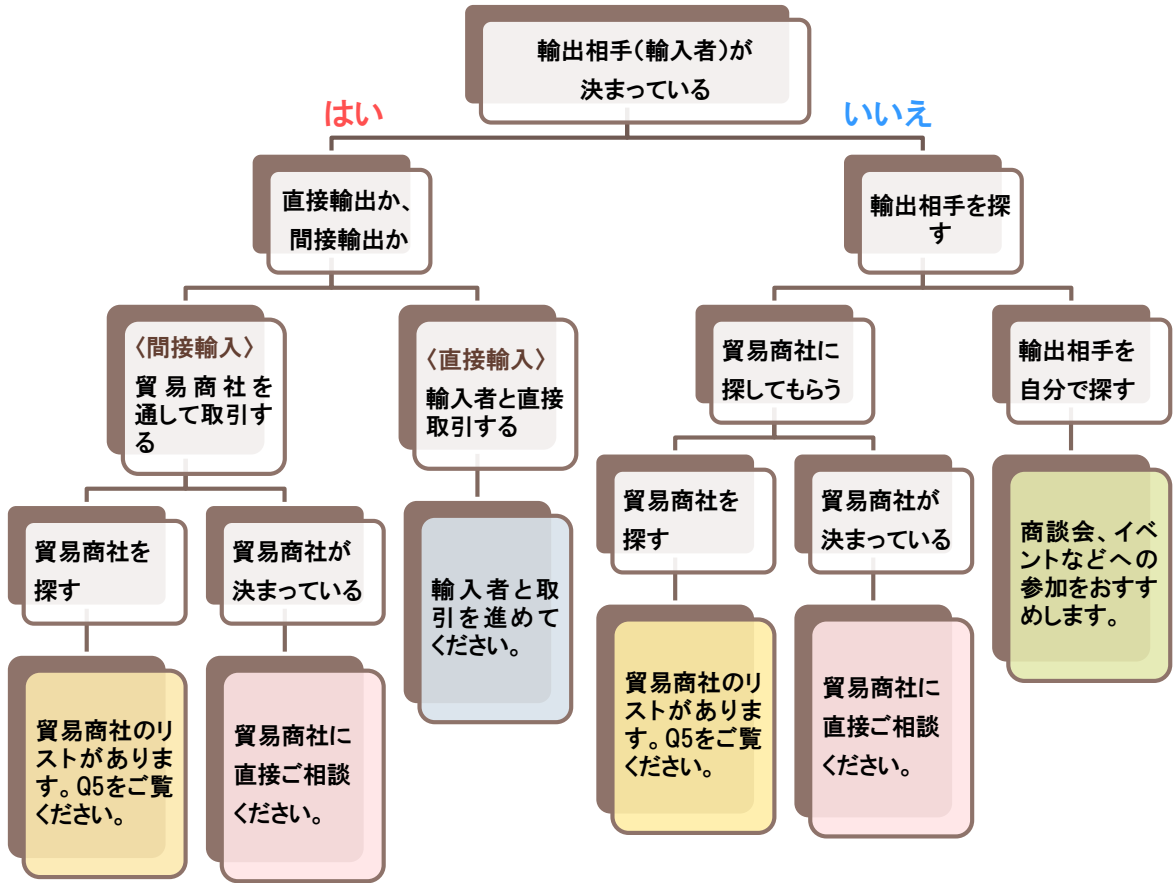 輸出相手(輸入者)が
決まっている
はい
いいえ
直接輸出か、
間接輸出か
輸出相手を探
す
〈間接輸入〉
貿易商社を
通して取引す
る
〈直接輸入〉
輸入者と直接
取引する
貿易商社に
探してもらう
輸出相手を
自分で探す
貿易商社を
探す
貿易商社が
決まっている
輸入者と取
引を進めて
ください。
貿易商社を
探す
貿易商社が
決まっている
商談会、イベ
ントなどへの
参加をおすす
めします。
貿易商社のリ
ストがありま
す。Q5をご覧
ください。
貿易商社に
直接ご相談
ください。
貿易商社のリ
ストがありま
す。Q5をご覧
ください。
貿易商社に
直接ご相談
ください。